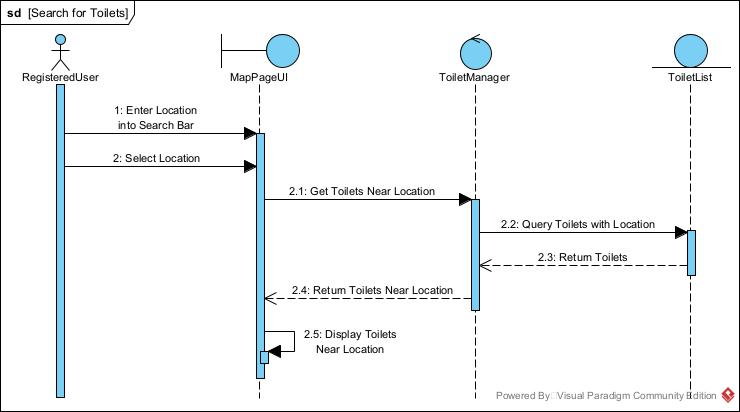 sd [Search for Toilets]
RegisteredUser
MapPageUI
ToiletManager
ToiletList
1: Enter Location
into Search Bar
2: Select Location
2.1: Get Toilets Near Location
2.2: Query Toilets with Location
2.3: Return Toilets
2.4: Return Toilets Near Location
2.5: Display Toilets
Near Location
Powered By Visual Paradigm Community Edition